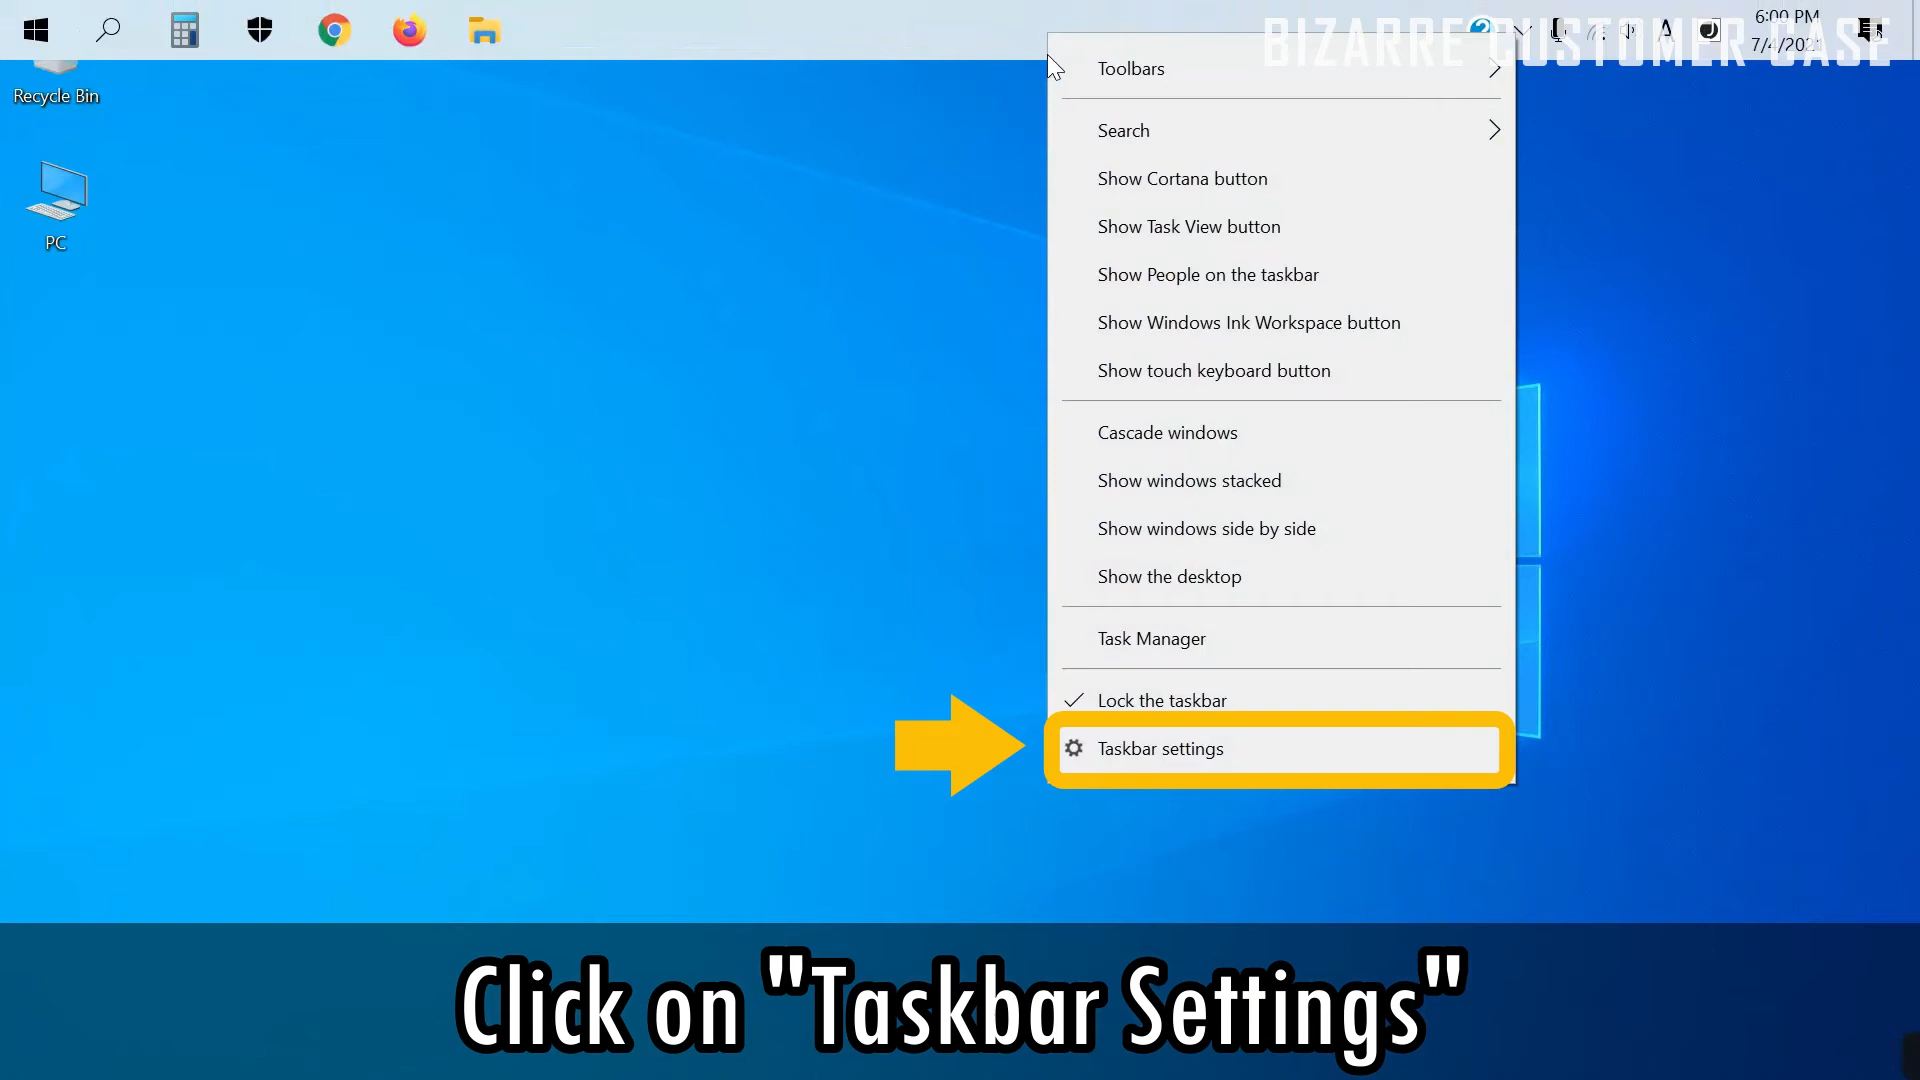 BIZARRE CUSTOMER CASE
6:00 PM
7/4/202
A
Recycle Bin
PC
Toolbars
Search
Show Cortana button
Show Task View button
Show People on the taskbar
Show Windows Ink Workspace button
Show touch keyboard button
Cascade windows
Show windows stacked
Show windows side by side
Show the desktop
Task Manager
Lock the taskbar
Taskbar settings
Click on "Taskbar Settings"